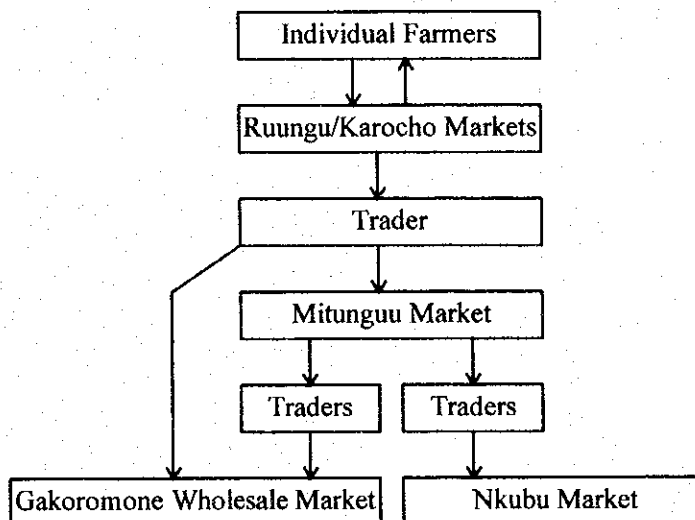 Individual Farmers
Ruungu/Karocho Markets
Trader
Mitunguu Market
Traders
Traders
Gakoromone Wholesale Market
Nkubu Market